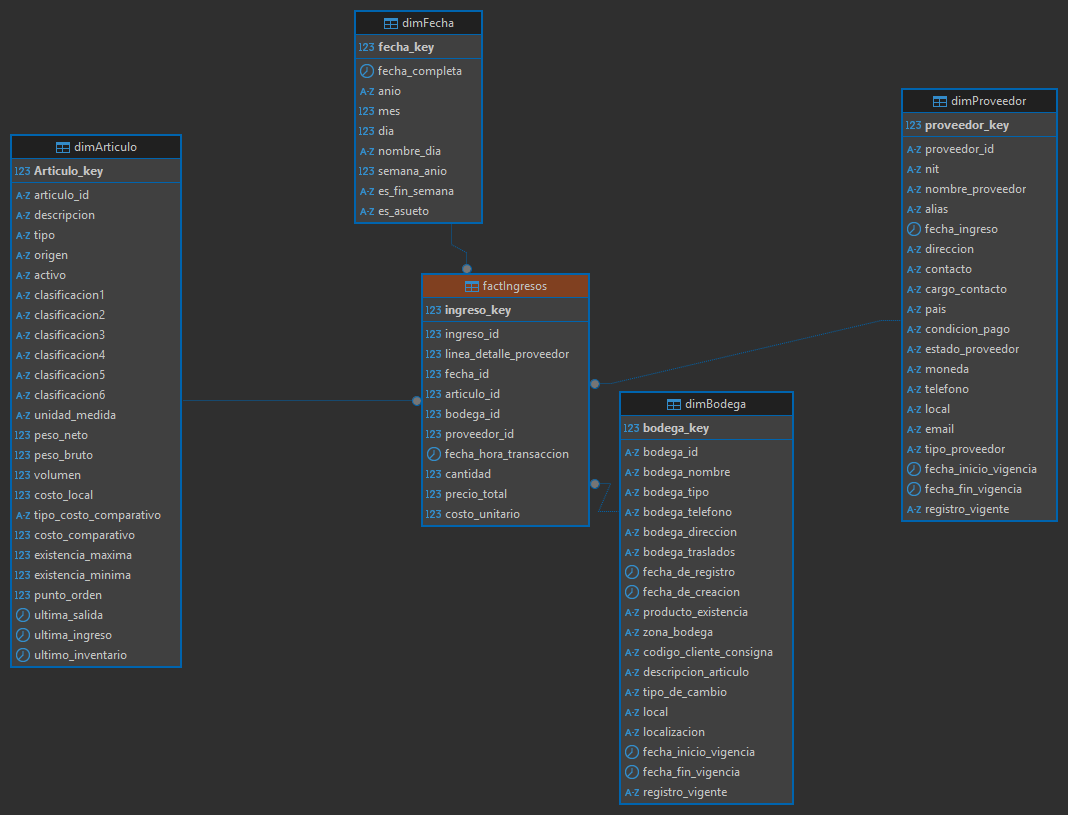 dimFecha
123 fecha_key
fecha_completa
A-Z anio
123 mes
123 dia
A-Z nombre_dia
123 semana_anio
A-Z es_fin_semana
A-Z es_asueto
dimArticulo
123 Articulo_key
A-Z articulo_id
A-Z descripcion
A-Z tipo
A-Z origen
A-Z activo
A-Z clasificacion1
A-Z clasificacion2
A-Z clasificacion3
A-Z clasificacion4
A-Z clasificacion5
A-Z clasificacion6
123 unidad_medida
123 peso_neto
123 peso_bruto
123 volumen
123 costo_local
A-Z tipo_costo_comparativo
123 costo_comparativo
123 existencia_maxima
123 existencia_minima
123 punto_orden
ultima_salida
ultima_ingreso
ultimo_inventario
factIngresos
123 ingreso_key
123 ingreso_id
123 linea_detalle_proveedor
123 fecha_id
123 articulo_id
123 bodega_id
123 proveedor_id
fecha_hora_transaccion
123 cantidad
123 precio_total
123 costo_unitario
dimBodega
123 bodega_key
A-Z bodega_id
A-Z bodega_nombre
A-Z bodega_tipo
A-Z bodega_telefono
A-Z bodega_direccion
A-Z bodega_traslados
fecha_de_registro
fecha_de_creacion
A-Z producto_existencia
A-Z zona_bodega
A-Z codigo_cliente_consigna
A-Z descripcion_articulo
A-Z tipo_de_cambio
A-Z local
A-Z localizacion
fecha_inicio_vigencia
fecha_fin_vigencia
A-Z registro_vigente
dimProveedor
123 proveedor_key
A-Z proveedor_id
A-Z nit
A-Z nombre_proveedor
A-Z alias
fecha_ingreso
A-Z direccion
A-Z contacto
A-Z cargo_contacto
A-Z pais
A-Z condicion_pago
A-Z estado_proveedor
A-Z moneda
A-Z telefono
A-Z local
A-Z email
A-Z tipo_proveedor
fecha_inicio_vigencia
fecha_fin_vigencia
A-Z registro_vigente